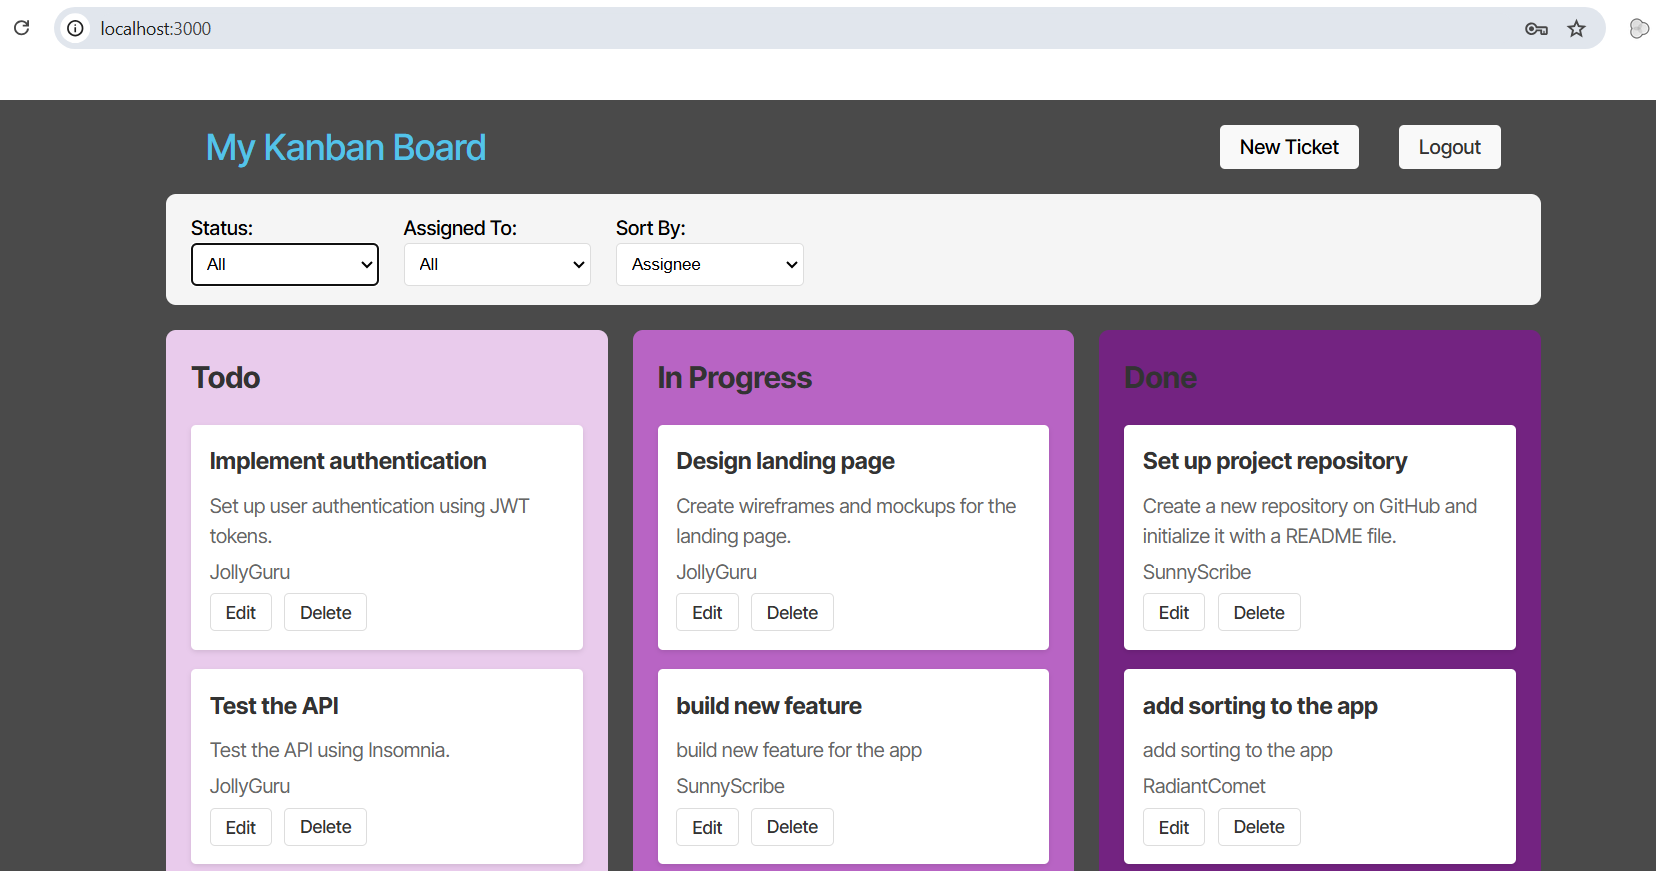 localhost:3000
My Kanban Board
New Ticket
Logout
Status:
Assigned To:
Sort By:
All
All
Assignee
Todo
Implement authentication
Set up user authentication using JWT
tokens.
JollyGuru
Edit
Delete
Test the API
Test the API using Insomnia.
JollyGuru
Edit
Delete
In Progress
Design landing page
Create wireframes and mockups for the
landing page.
JollyGuru
Edit
Delete
build new feature
build new feature for the app
SunnyScribe
Edit
Delete
Done
Set up project repository
Create a new repository on GitHub and
initialize it with a README file.
SunnyScribe
Edit
Delete
add sorting to the app
add sorting to the app
RadiantComet
Edit
Delete